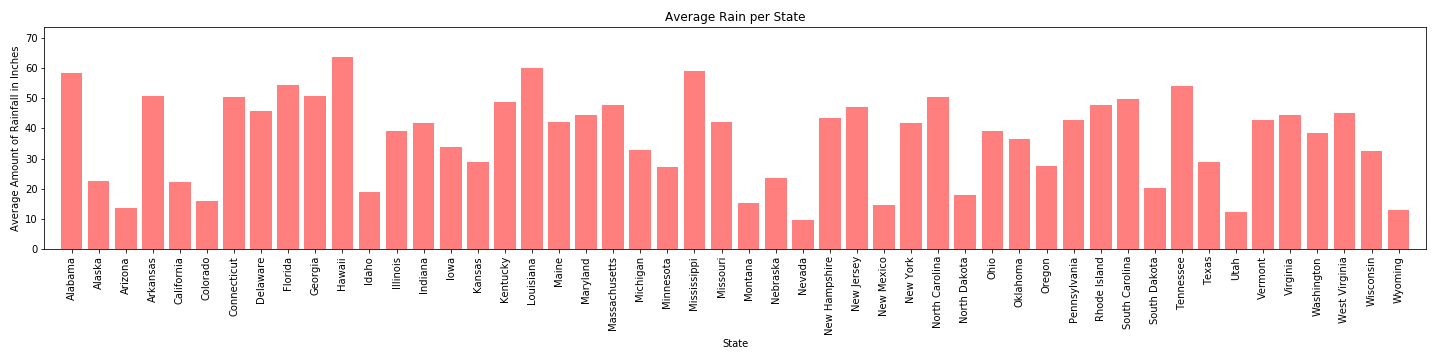 Average Rain per State
Average Amount of Rainfall in Inches
70
60
50
40
30
20
10
0
Alabama
Alaska
Arizona
Arkansas
California
Colorado
Connecticut
Delaware
Florida
Georgia
Hawaii
Idaho
Illinois
Indiana
Iowa
Kansas
Kentucky
Louisiana
Maine
Maryland
Massachusetts
Michigan
Minnesota
Mississippi
Missouri
Montana
Nebraska
Nevada
New Hampshire
New Jersey
New Mexico
New York
North Carolina
North Dakota
Ohio
Oklahoma
Oregon
Pennsylvania
Rhode Island
South Carolina
South Dakota
Tennessee
Texas
Utah
Vermont
Virginia
Washington
West Virginia
Wisconsin
Wyoming
State